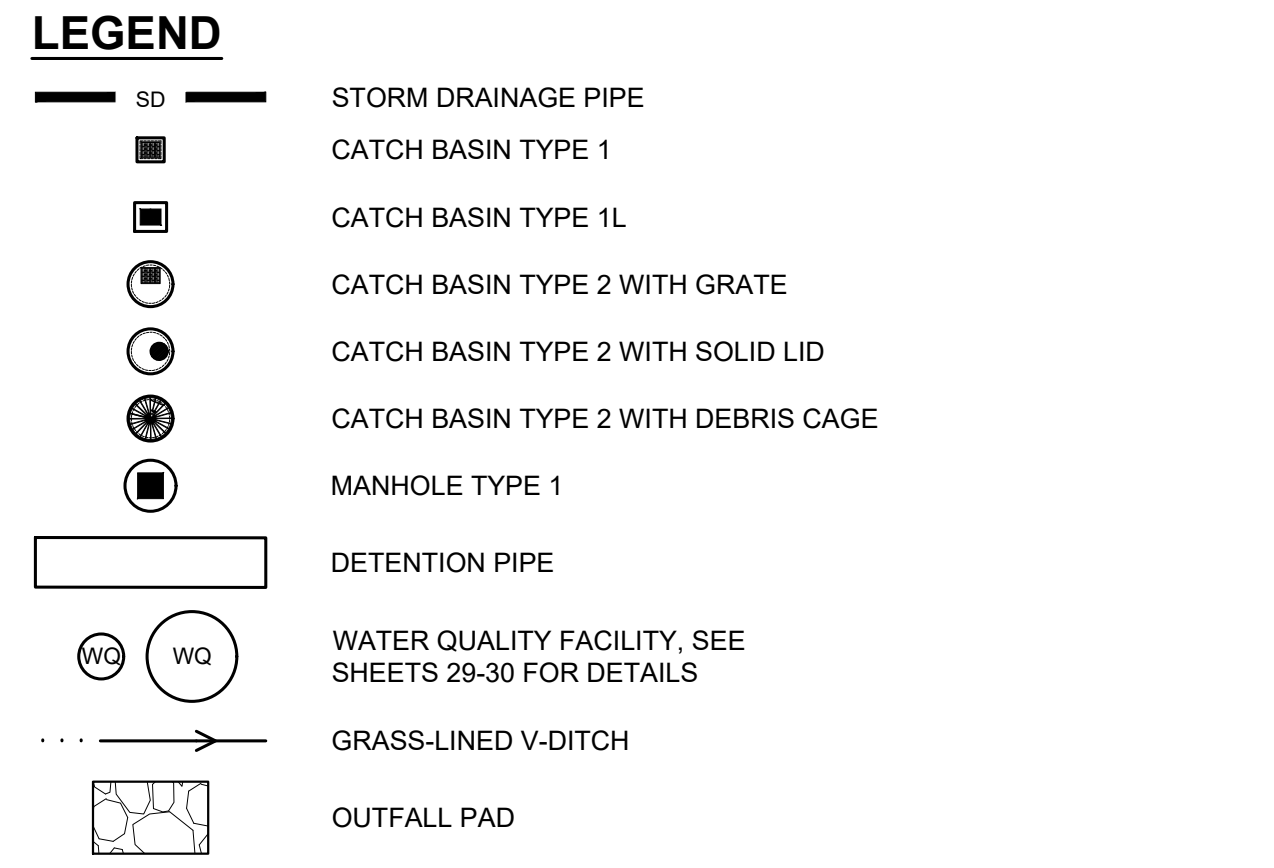 LEGEND
SD STORM DRAINAGE PIPE
CATCH BASIN TYPE 1
CATCH BASIN TYPE 1L
CATCH BASIN TYPE 2 WITH GRATE
CATCH BASIN TYPE 2 WITH SOLID LID
CATCH BASIN TYPE 2 WITH DEBRIS CAGE
MANHOLE TYPE 1
DETENTION PIPE
WQ WQ WATER QUALITY FACILITY, SEE
SHEETS 29-30 FOR DETAILS
GRASS-LINED V-DITCH
OUTFALL PAD